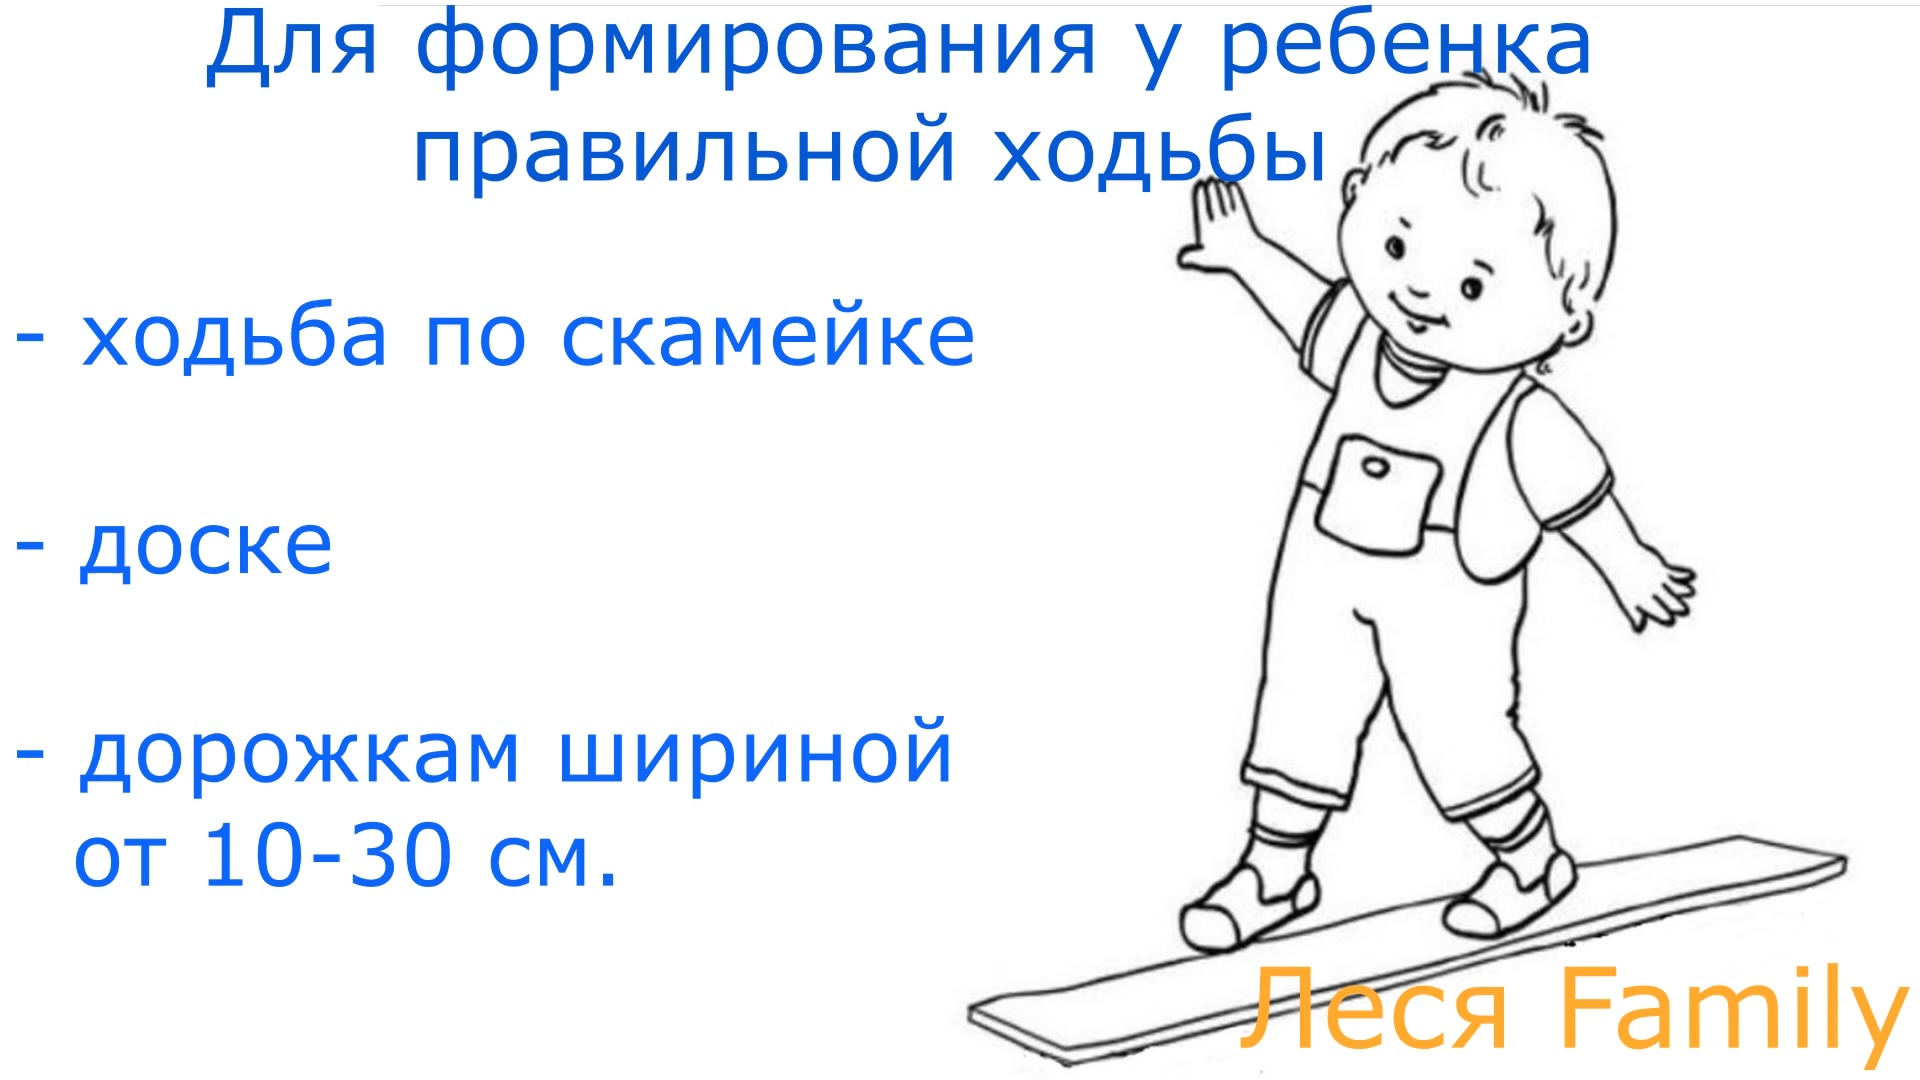 Для формирования у ребенка
правильной ходьбы
- ходьба по скамейке
- доске
- дорожкам шириной
от 10-30 см.
Леся Family